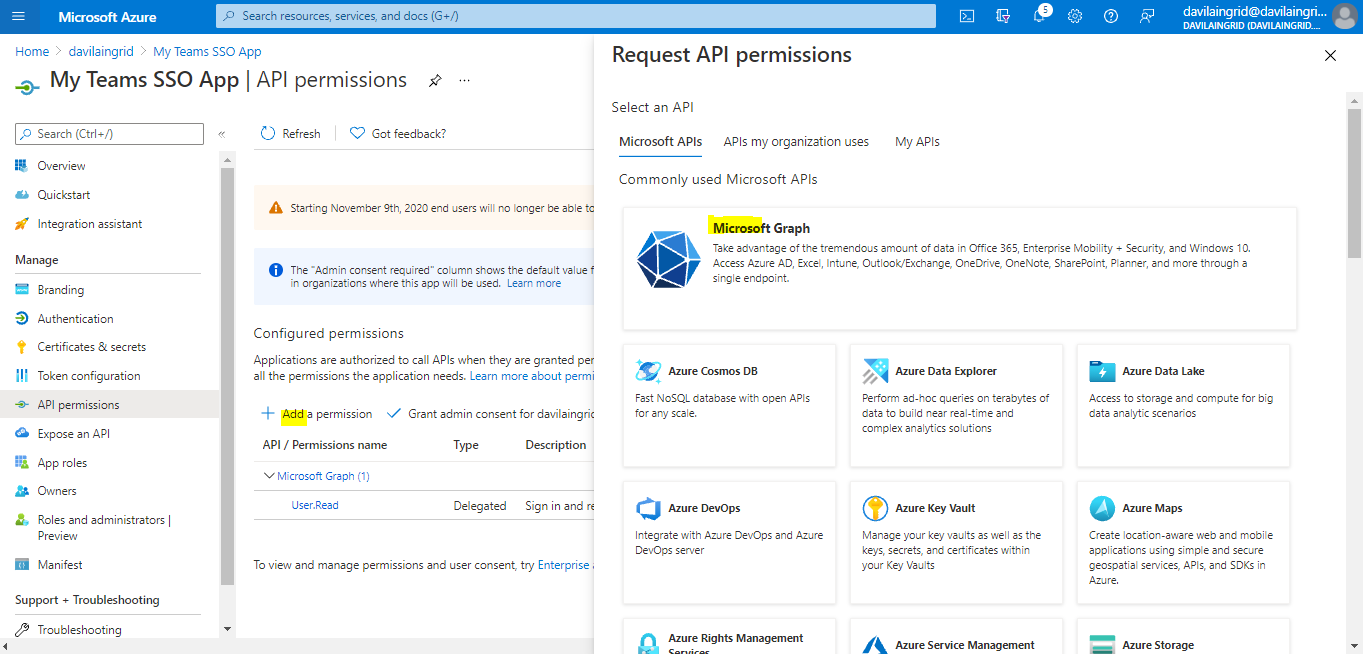 Microsoft Azure
Search resources, services, and docs (G+/)
5
davilaingrid@davilaingri...
DAVILAINGRID (DAVILAINGRID....
Home > davilaingrid > My Teams SSO App
My Teams SSO App | API permissions
...
Search (Ctrl+/)
«
Overview
Quickstart
Integration assistant
Manage
Branding
Authentication
Certificates & secrets
Token configuration
API permissions
Expose an API
App roles
Owners
Roles and administrators |
Preview
Manifest
Support + Troubleshooting
Troubleshooting
Refresh
Got feedback?
Starting November 9th, 2020 end users will no longer be able to
The "Admin consent required" column shows the default value f
in organizations where this app will be used. Learn more
Configured permissions
Applications are authorized to call APIs when they are granted per
all the permissions the application needs. Learn more about permi
+ Add a permission
Grant admin consent for davilaingrid
API / Permissions name
Type
Description
Microsoft Graph (1)
User.Read
Delegated
Sign in and re
To view and manage permissions and user consent, try Enterprise a
Request API permissions
Select an API
Microsoft APIs
APIs my organization uses
My APIs
Commonly used Microsoft APIs
Microsoft Graph
Take advantage of the tremendous amount of data in Office 365, Enterprise Mobility + Security, and Windows 10.
Access Azure AD, Excel, Intune, Outlook/Exchange, OneDrive, OneNote, SharePoint, Planner, and more through a
single endpoint.
Azure Cosmos DB
Fast NoSQL database with open APIs
for any scale.
Azure Data Explorer
Perform ad-hoc queries on terabytes of
data to build near real-time and
complex analytics solutions
Azure Data Lake
Access to storage and compute for big
data analytic scenarios
Azure DevOps
Integrate with Azure DevOps and Azure
DevOps server
Azure Key Vault
Manage your key vaults as well as the
keys, secrets, and certificates within
your Key Vaults
Azure Maps
Create location-aware web and mobile
applications using simple and secure
geospatial services, APIs, and SDKs in
Azure.
Azure Rights Management
Services
Azure Service Management
Azure Storage